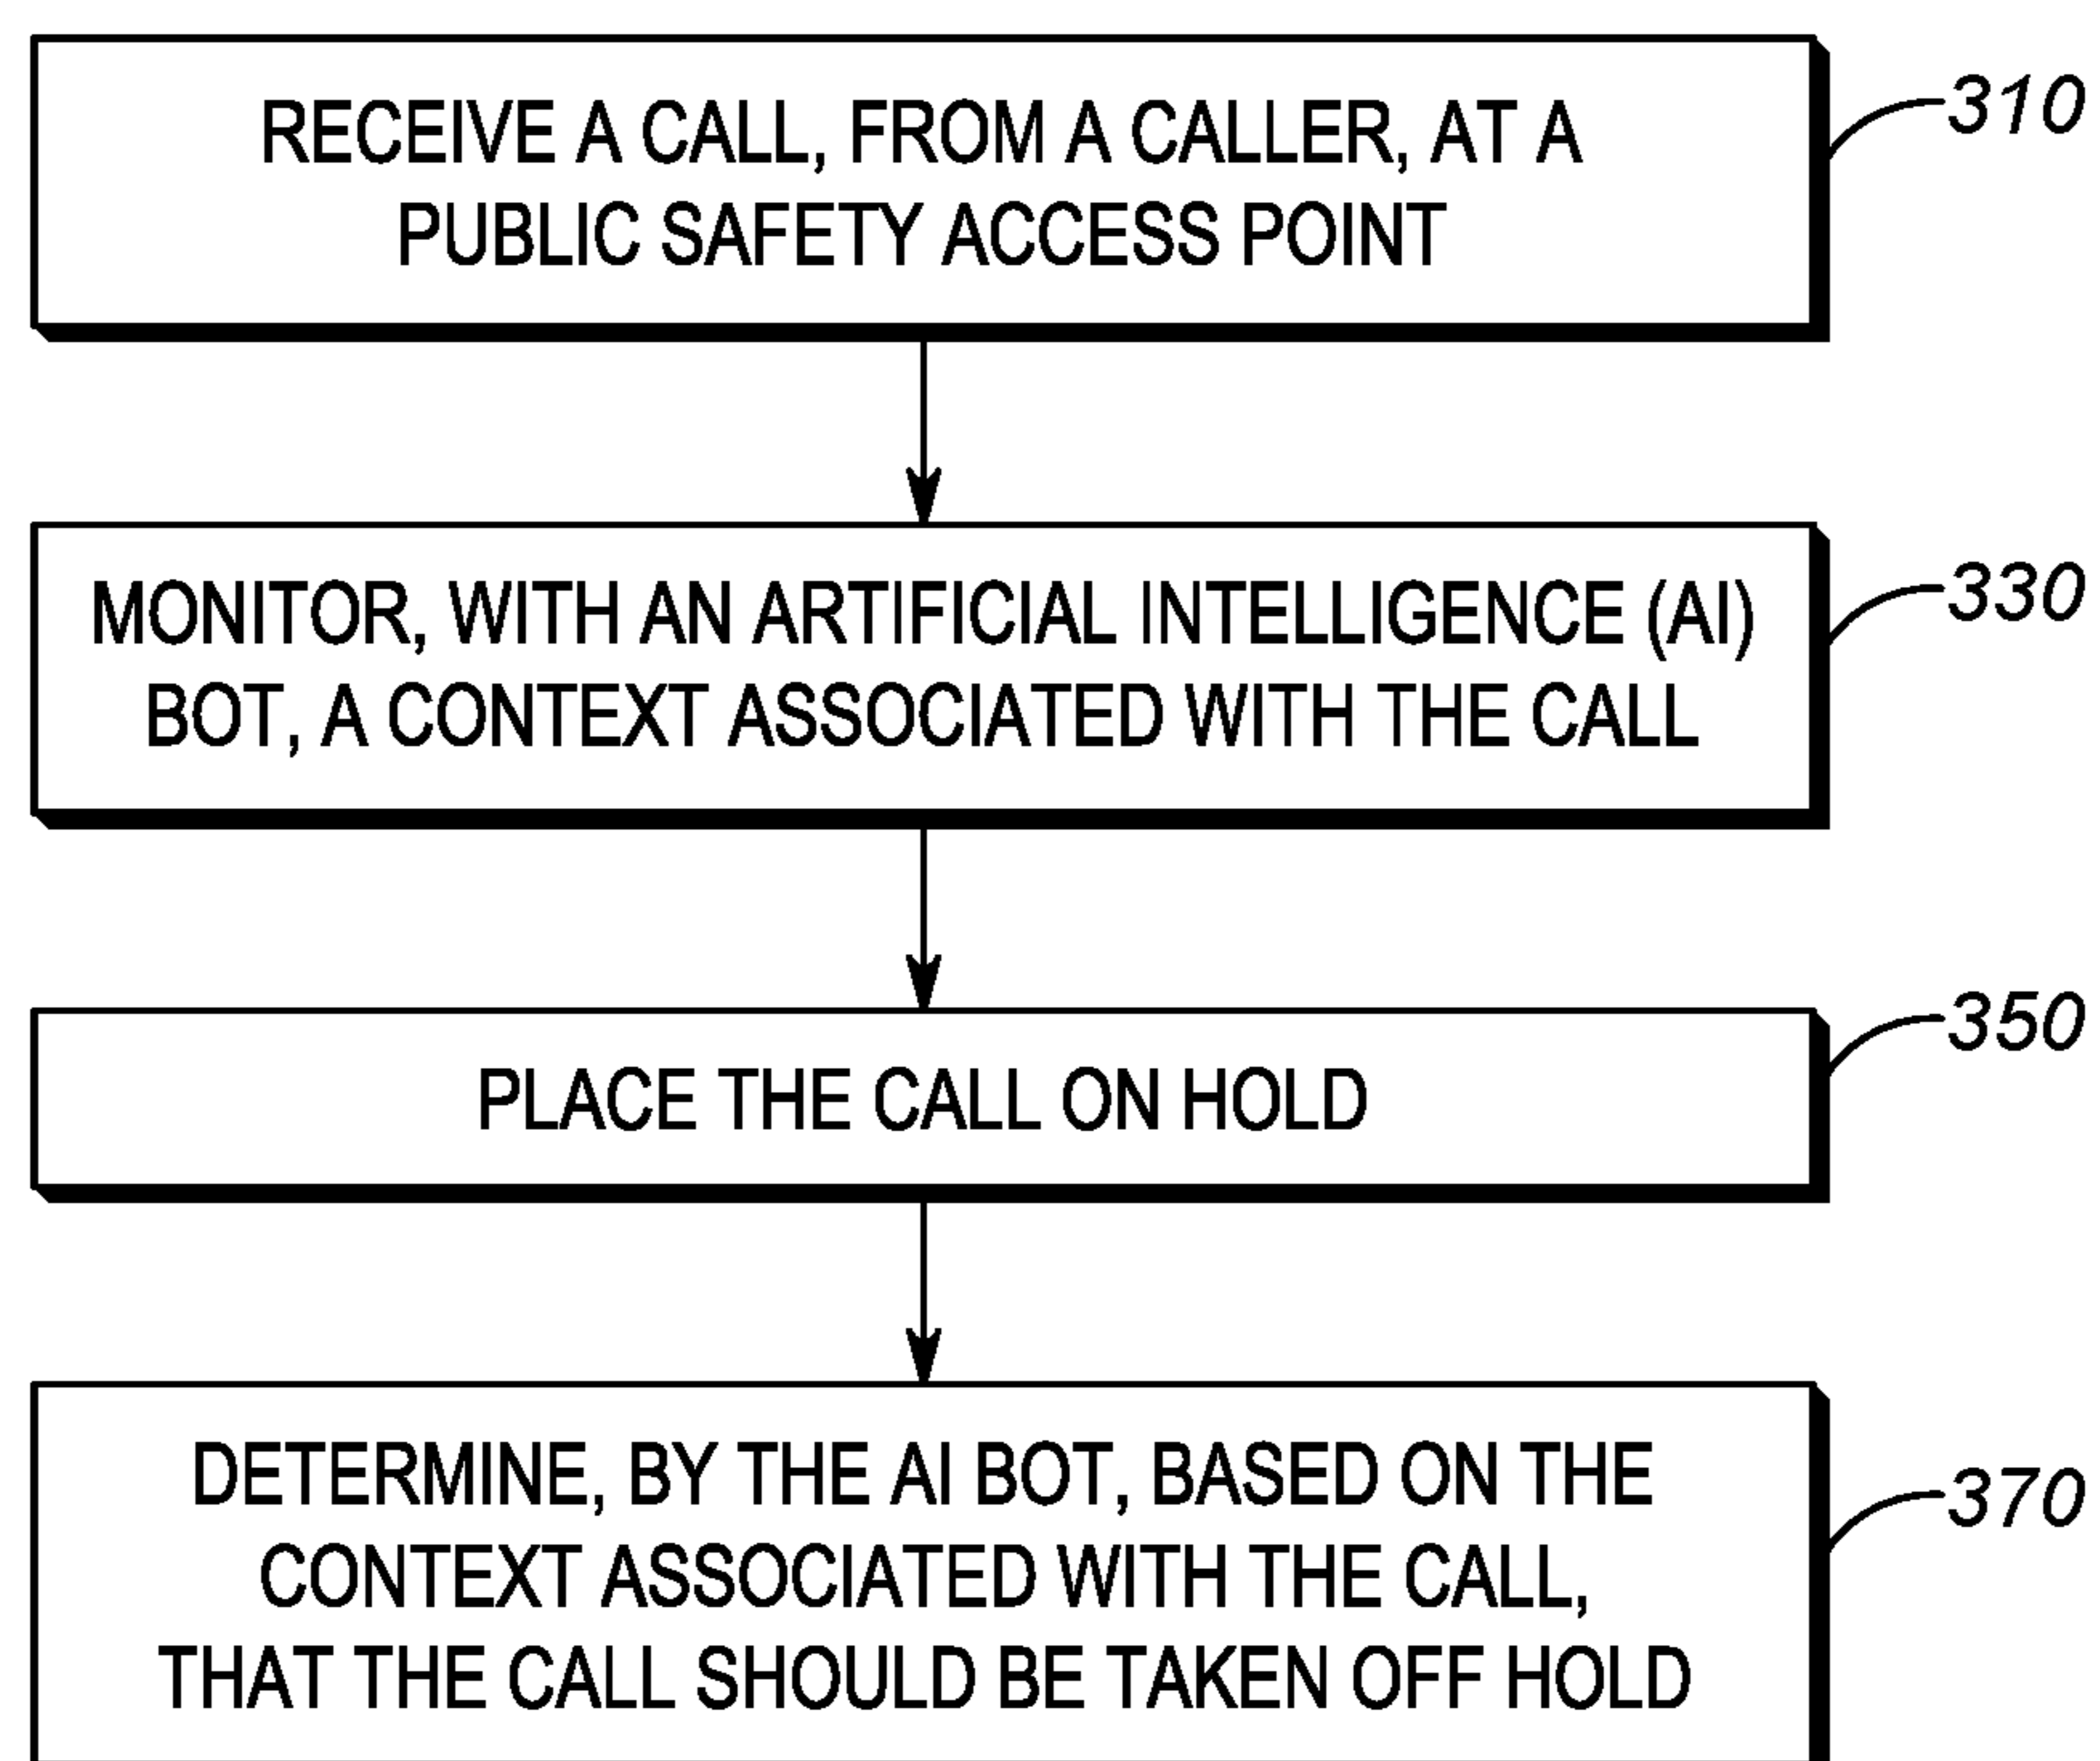 RECEIVE A CALL, FROM A CALLER, AT A
PUBLIC SAFETY ACCESS POINT
310
MONITOR, WITH AN ARTIFICIAL INTELLIGENCE (AI)
BOT, A CONTEXT ASSOCIATED WITH THE CALL
330
PLACE THE CALL ON HOLD
350
DETERMINE, BY THE AI BOT, BASED ON THE
CONTEXT ASSOCIATED WITH THE CALL,
THAT THE CALL SHOULD BE TAKEN OFF HOLD
370